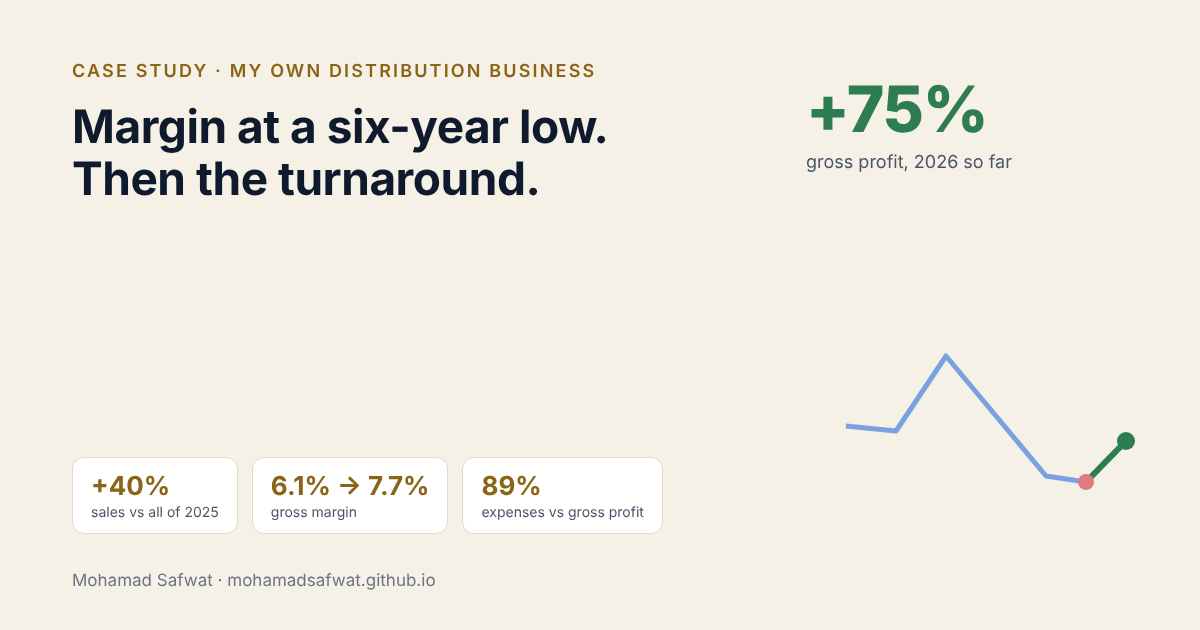 CASE STUDY · MY OWN DISTRIBUTION BUSINESS
Margin at a six-year low.
Then the turnaround.
+75%
gross profit, 2026 so far
+40%
sales vs all of 2025
6.1% → 7.7%
gross margin
89%
expenses vs gross profit
Mohamad Safwat · mohamadsafwat.github.io